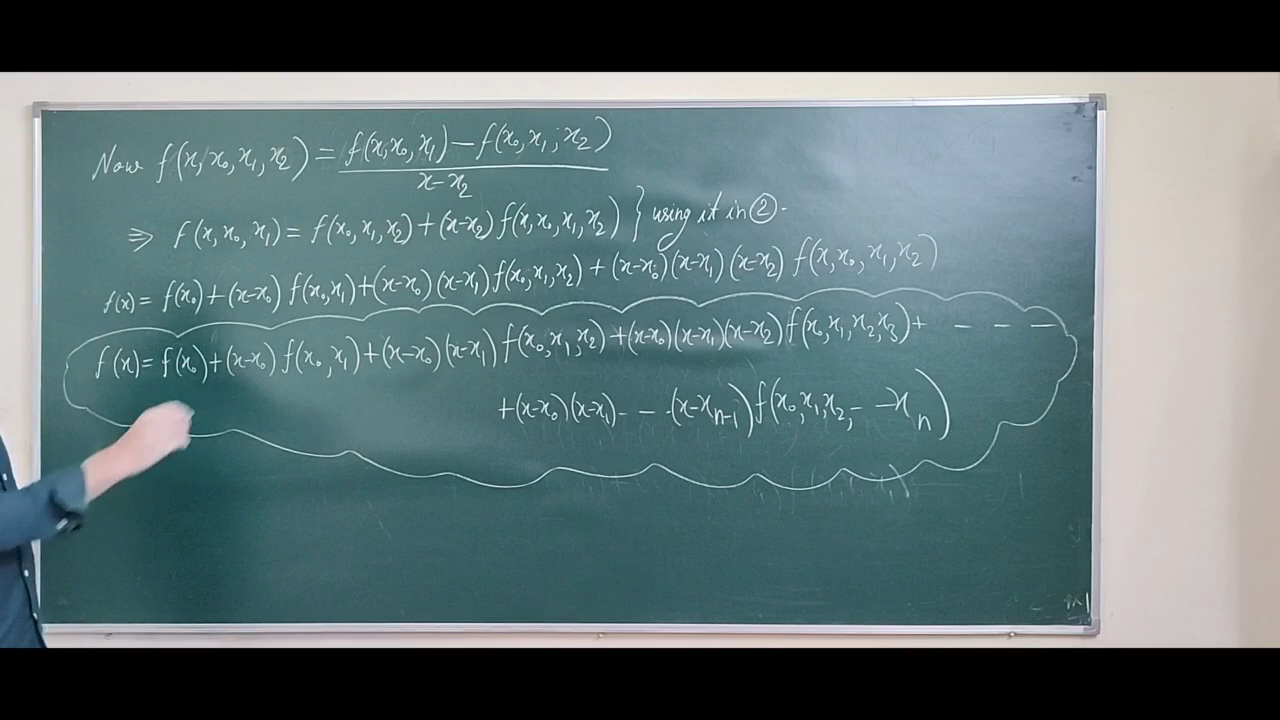 Now f(x, x₀, x₁, x₂) = f(x, x₀, x₁) − f(x₀, x₁, x₂) / x − x₂
⇒ f(x, x₀, x₁) = f(x₀, x₁, x₂) + (x−x₂) f(x, x₀, x₁, x₂) } using it in ②.
f(x) = f(x₀) + (x−x₀) f(x₀, x₁) + (x−x₀) (x−x₁) f(x₀, x₁, x₂) + (x−x₀) (x−x₁) (x−x₂) f(x, x₀, x₁, x₂)
f(x) = f(x₀) + (x−x₀) f(x₀, x₁) + (x−x₀) (x−x₁) f(x₀, x₁, x₂) + (x−x₀)(x−x₁)(x−x₂) f(x₀, x₁, x₂, x₃) + − − −
+ (x−x₀) (x−x₁) − − · (x−xₙ₋₁) f(x₀, x₁, x₂, − − xₙ)